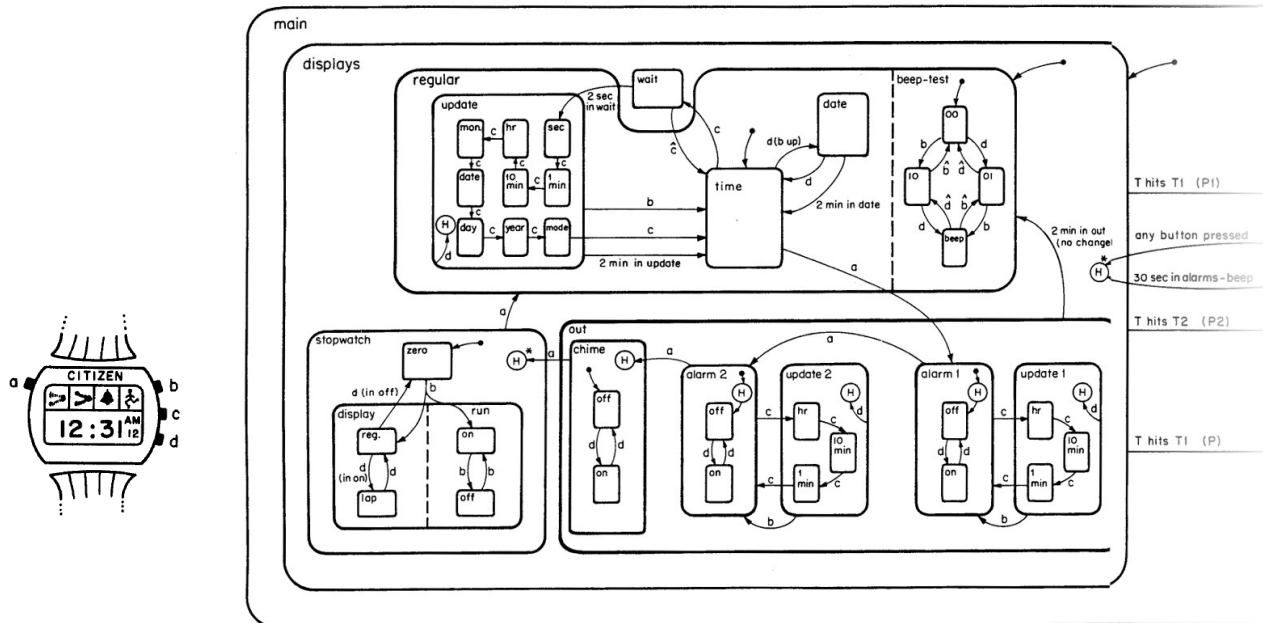 main
displays
regular
wait
2 sec
in wait
beep-test
update
mon.
c
hr
sec
ĉ
c
date
d(b up)
d
00
b
d
c
c
c
10
b̂
d̂
01
date
10
min
c
1
min
time
T hits T1 (P1)
c
b
2 min in date
d̂
b̂
H
day
c
year
c
mode
c
d
beep
b
2 min in out
(no change)
any button pressed
d
2 min in update
a
H*
30 sec in alarms-beep
a
out
T hits T2 (P2)
stopwatch
zero
H*
a
chime
H
a
a
d (in off)
b
alarm 2
update 2
alarm 1
update 1
display
run
off
H
H
H
H
reg.
on
d
d
off
c
hr
c
d
off
c
hr
c
d
T hits T1 (P)
d
(in on)
d
b
b
on
d
d
10
min
d
d
10
min
lap
off
on
c
1
min
c
on
c
1
min
c
b
b
CITIZEN
a
b
12:31
AM
12
c
d